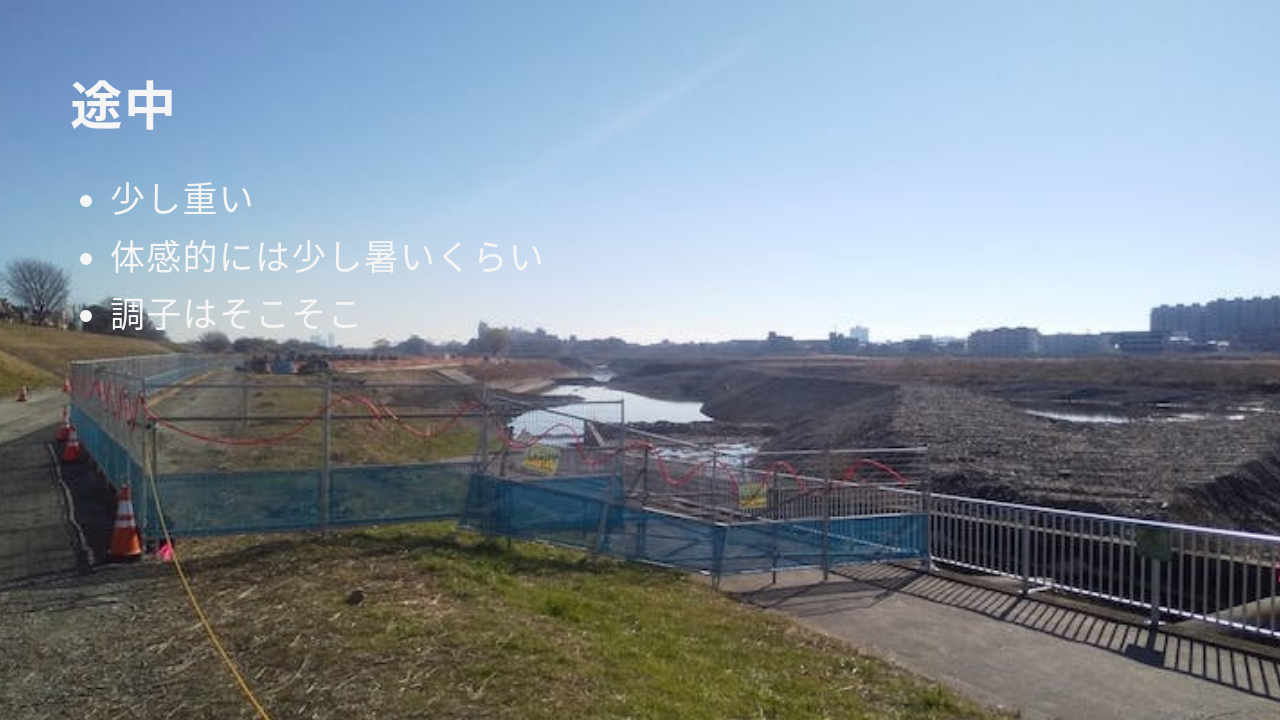 途中
少し重い
体感的には少し暑いくらい
調子はそこそこ